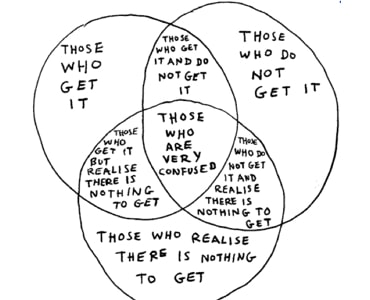 THOSE
WHO
GET
IT
THOSE
WHO GET
IT AND DO
NOT GET
IT
THOSE
WHO DO
NOT
GET IT
THOSE
WHO
GET IT
BUT
REALISE
THERE IS
NOTHING
TO GET
THOSE
WHO
ARE
VERY
CONFUSED
THOSE
WHO DO
NOT GET
IT AND
REALISE
THERE IS
NOTHING TO
GET
THOSE WHO REALISE
THERE IS NOTHING
TO GET